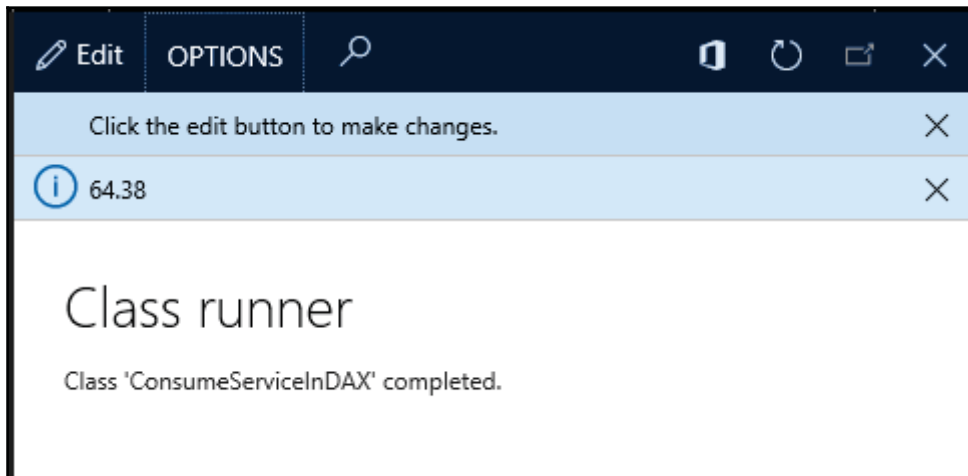 Edit OPTIONS
Click the edit button to make changes.
64.38
Class runner
Class 'ConsumeServiceInDAX' completed.